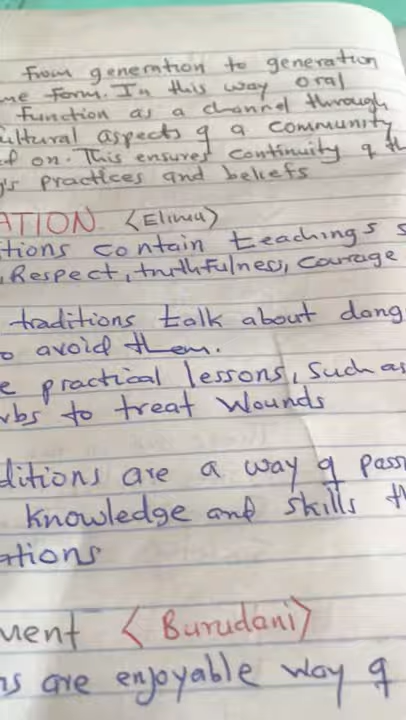 from generation to generation
me form. In this way oral
function as a channel through
ultural aspects of a community
ed on. This ensures continuity of th
y's practices and beliefs
ATION <Elimu>
tions contain teachings s
, Respect, truthfulness, courage
traditions talk about dang
o avoid them.
e practical lessons, such as
rbs to treat wounds
ditions are a way of pass
knowledge and skills th
ations
ment <Burudani>
ns are enjoyable way of